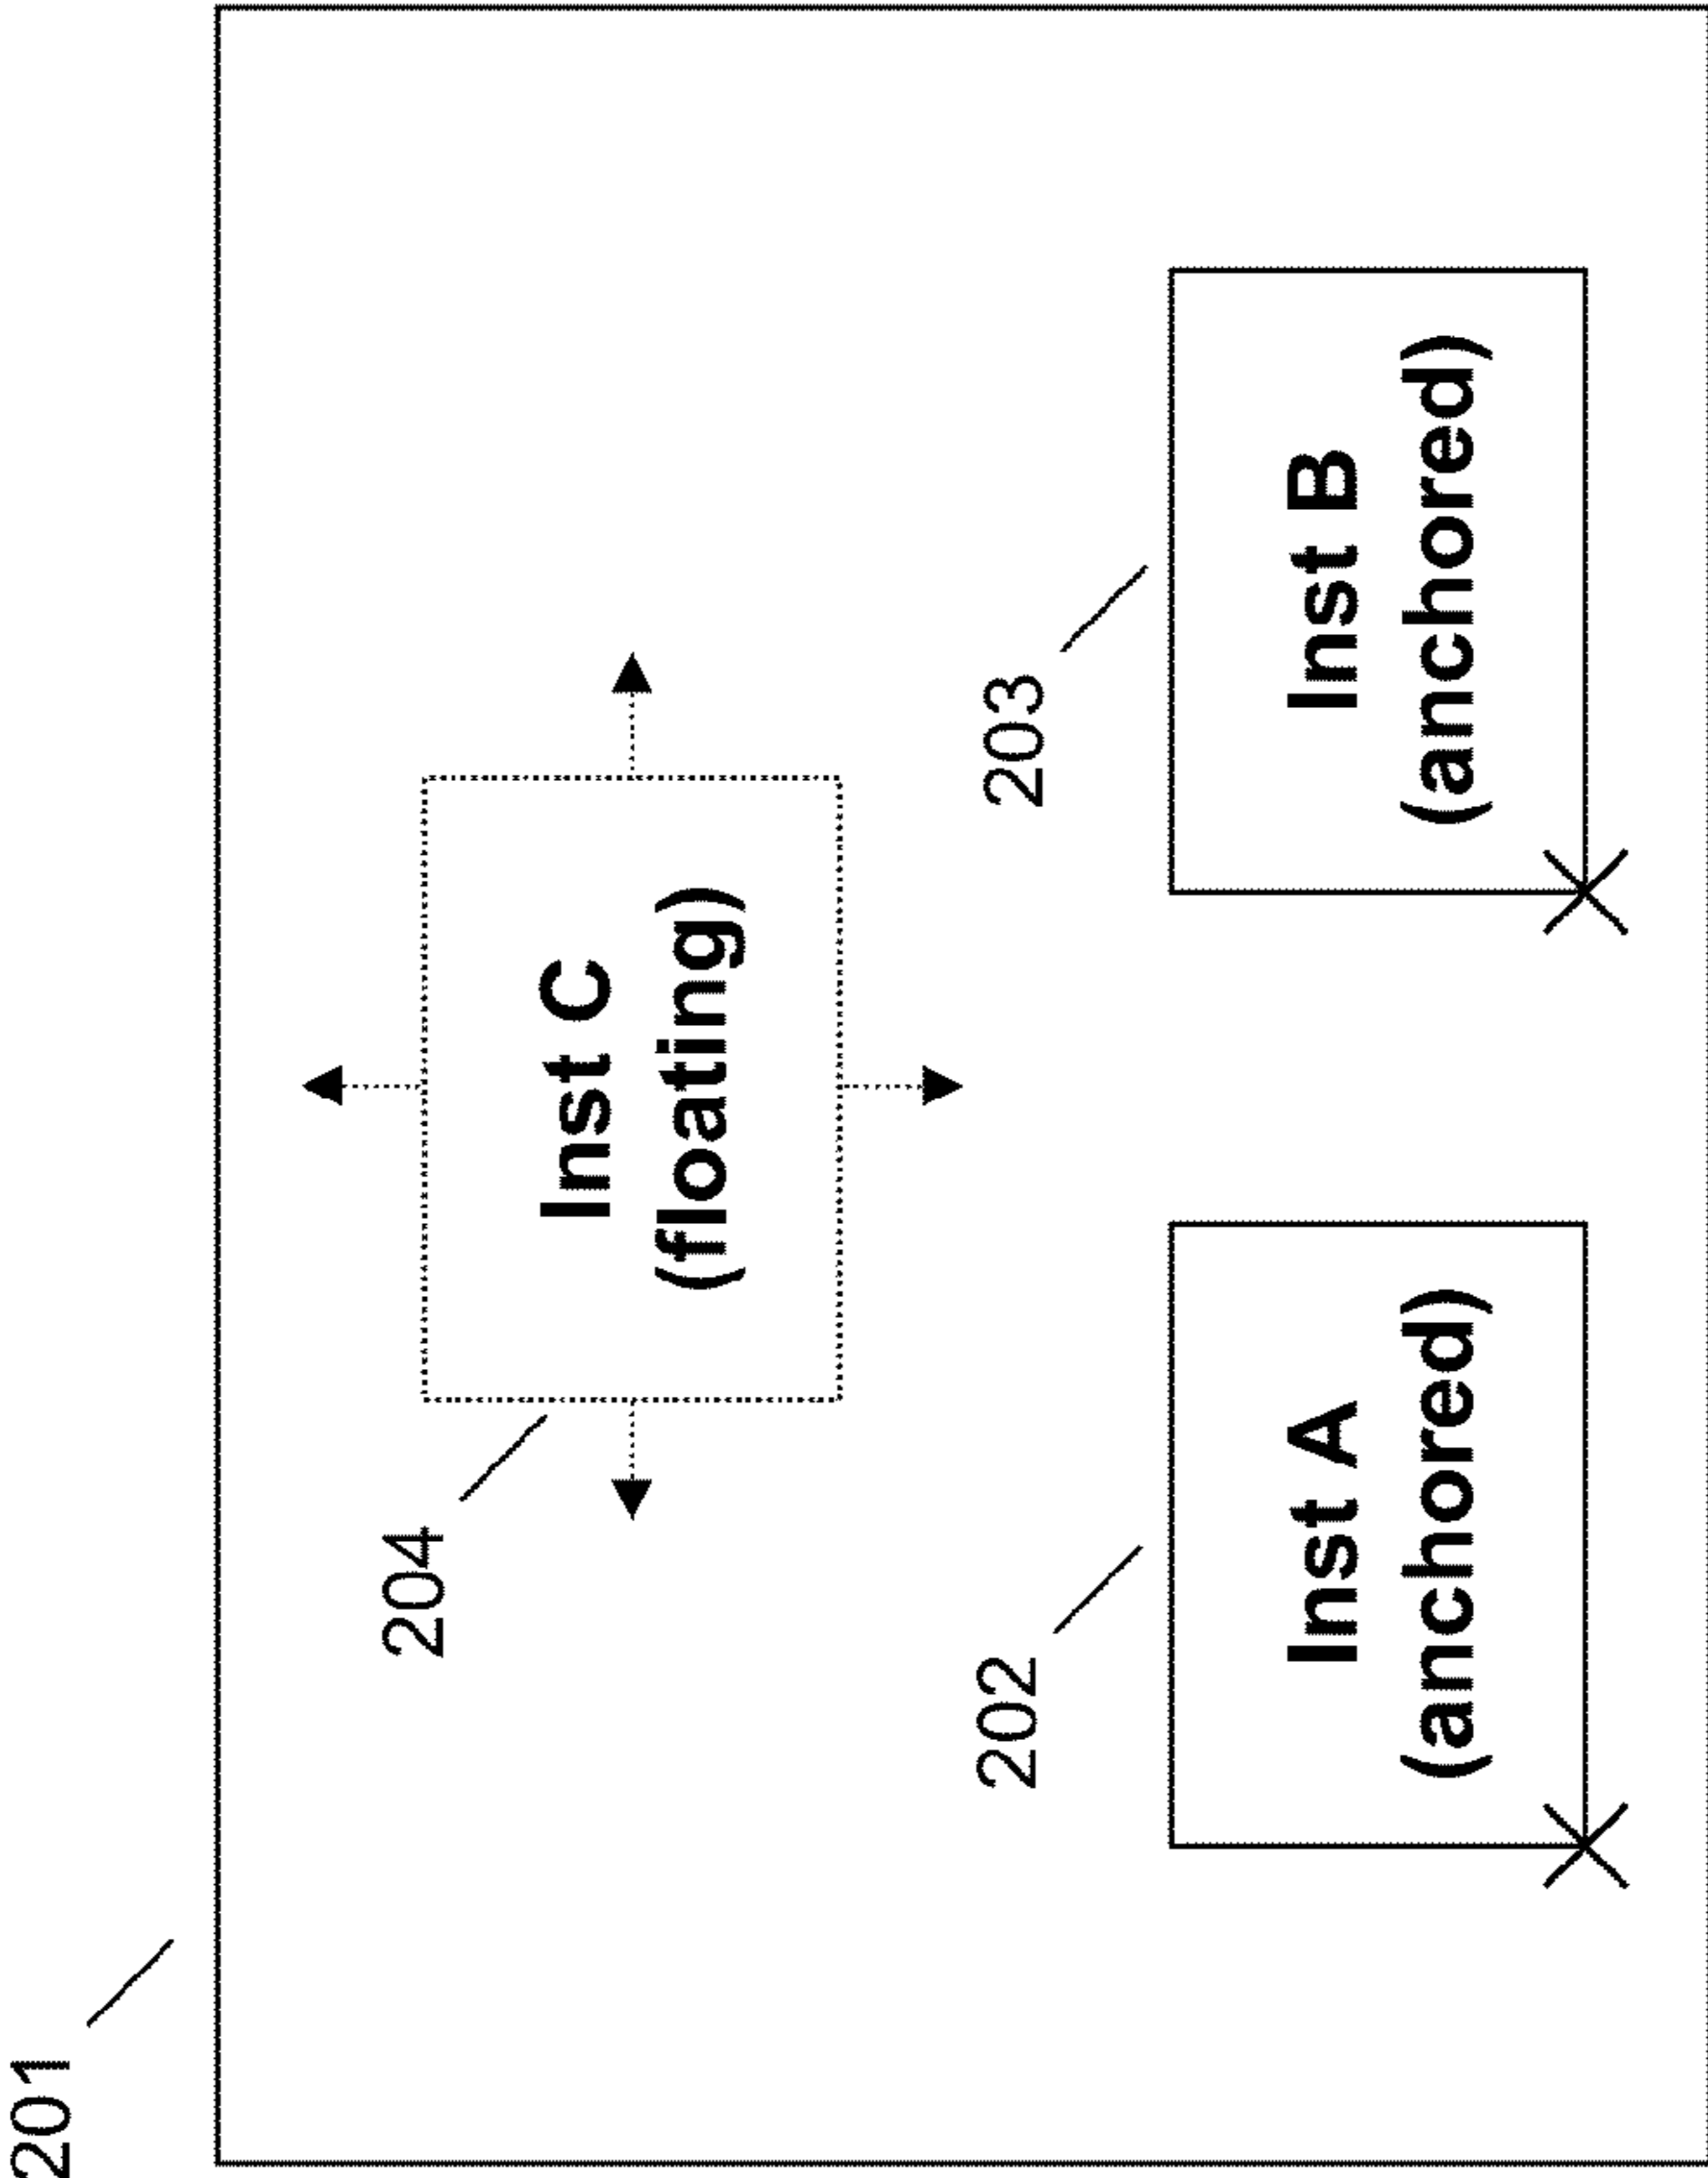 201
204
Inst C
(floating)
202
203
Inst A
(anchored)
Inst B
(anchored)